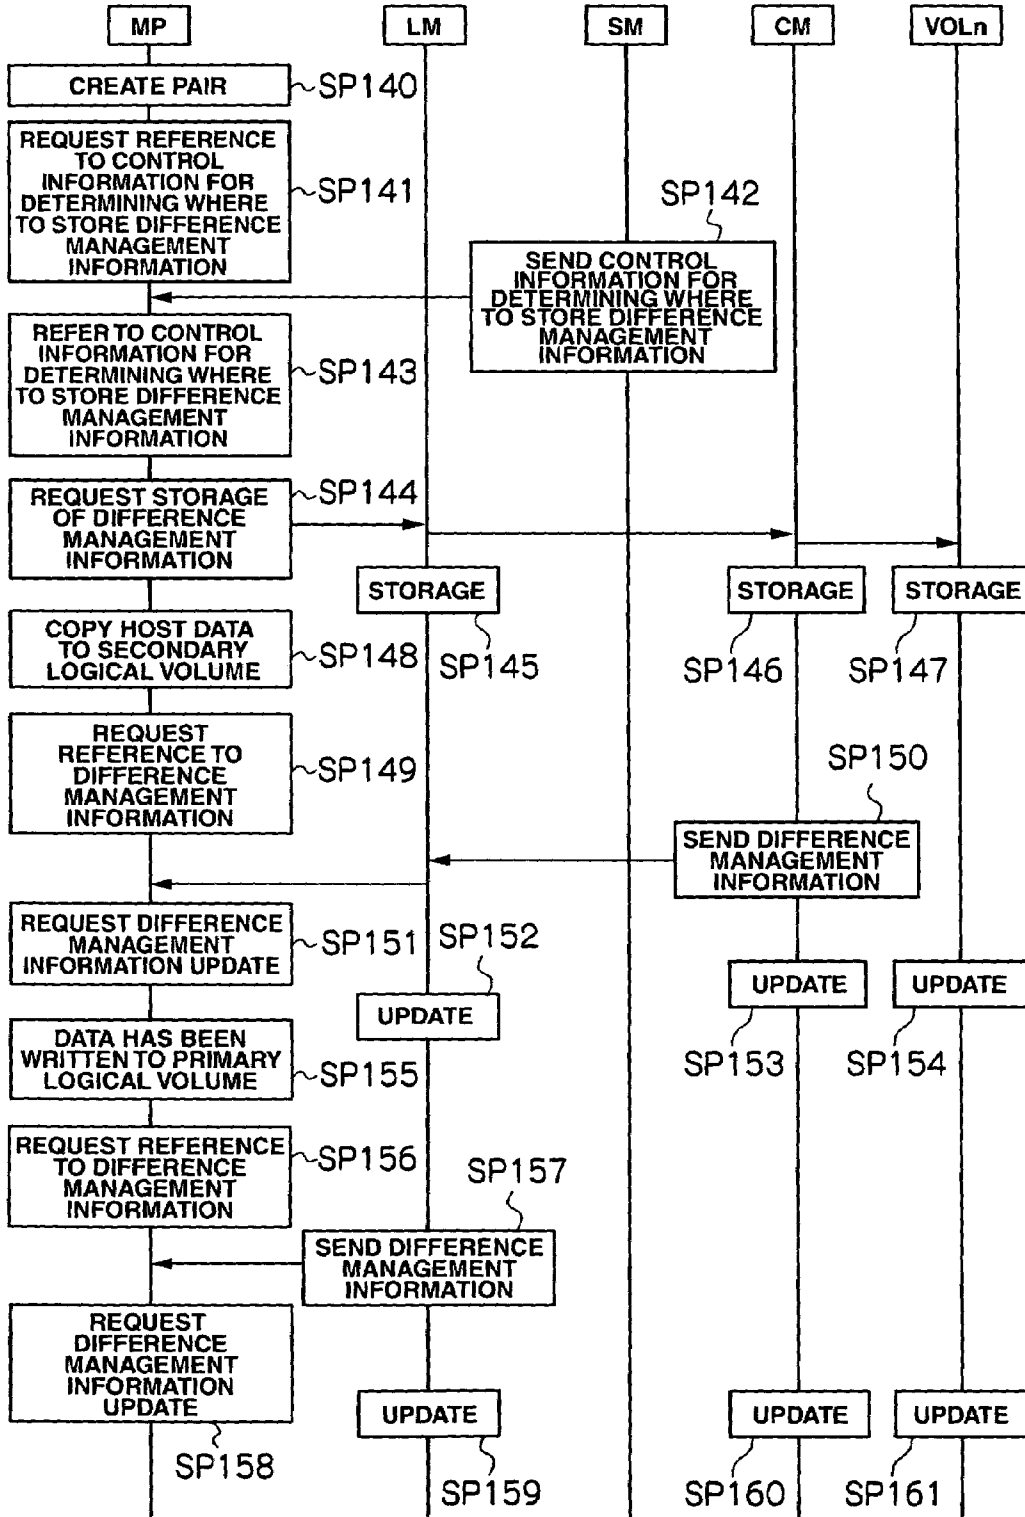 MP
LM
SM
CM
VOLn
CREATE PAIR
SP140
REQUEST REFERENCE
TO CONTROL
INFORMATION FOR
DETERMINING WHERE
TO STORE DIFFERENCE
MANAGEMENT
INFORMATION
SP141
SP142
SEND CONTROL
INFORMATION FOR
DETERMINING WHERE
TO STORE DIFFERENCE
MANAGEMENT
INFORMATION
REFER TO CONTROL
INFORMATION FOR
DETERMINING WHERE
TO STORE DIFFERENCE
MANAGEMENT
INFORMATION
SP143
REQUEST STORAGE
OF DIFFERENCE
MANAGEMENT
INFORMATION
SP144
STORAGE
SP145
STORAGE
SP146
STORAGE
SP147
COPY HOST DATA
TO SECONDARY
LOGICAL VOLUME
SP148
REQUEST
REFERENCE TO
DIFFERENCE
MANAGEMENT
INFORMATION
SP149
SP150
SEND DIFFERENCE
MANAGEMENT
INFORMATION
REQUEST DIFFERENCE
MANAGEMENT
INFORMATION UPDATE
SP151
SP152
UPDATE
UPDATE
SP153
UPDATE
SP154
DATA HAS BEEN
WRITTEN TO PRIMARY
LOGICAL VOLUME
SP155
REQUEST REFERENCE
TO DIFFERENCE
MANAGEMENT
INFORMATION
SP156
SP157
SEND DIFFERENCE
MANAGEMENT
INFORMATION
REQUEST
DIFFERENCE
MANAGEMENT
INFORMATION
UPDATE
SP158
UPDATE
SP159
UPDATE
SP160
UPDATE
SP161